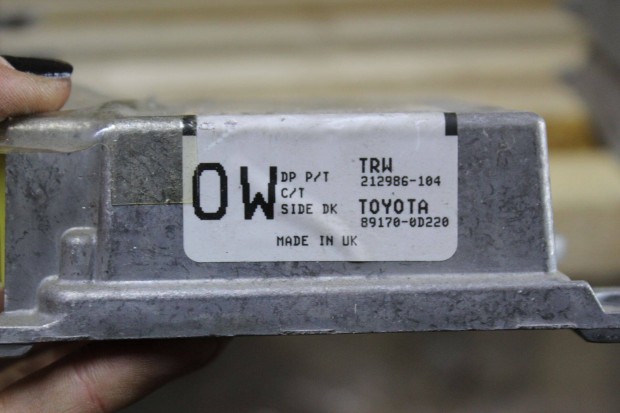 OW
DP P/T
C/T
SIDE DK
TRW
212986-104
TOYOTA
89170-0D220
MADE IN UK